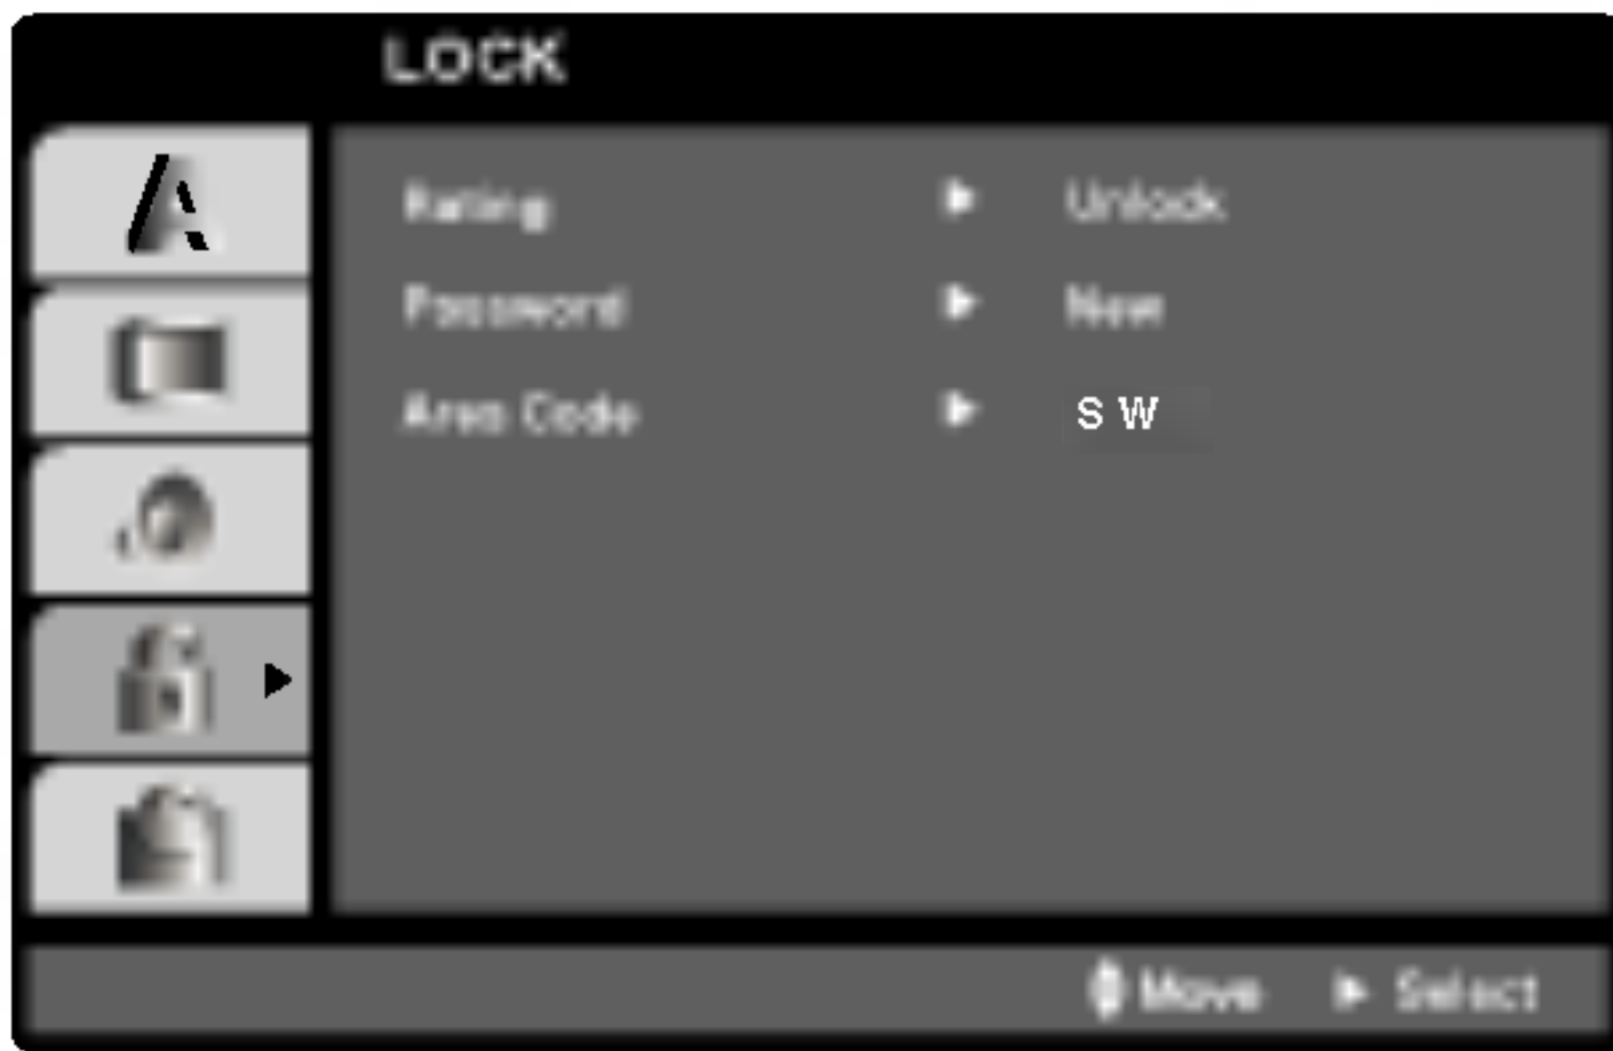 LOCK
Rating ► Unlock
Password ► New
Area Code ► S W
Move ► Select